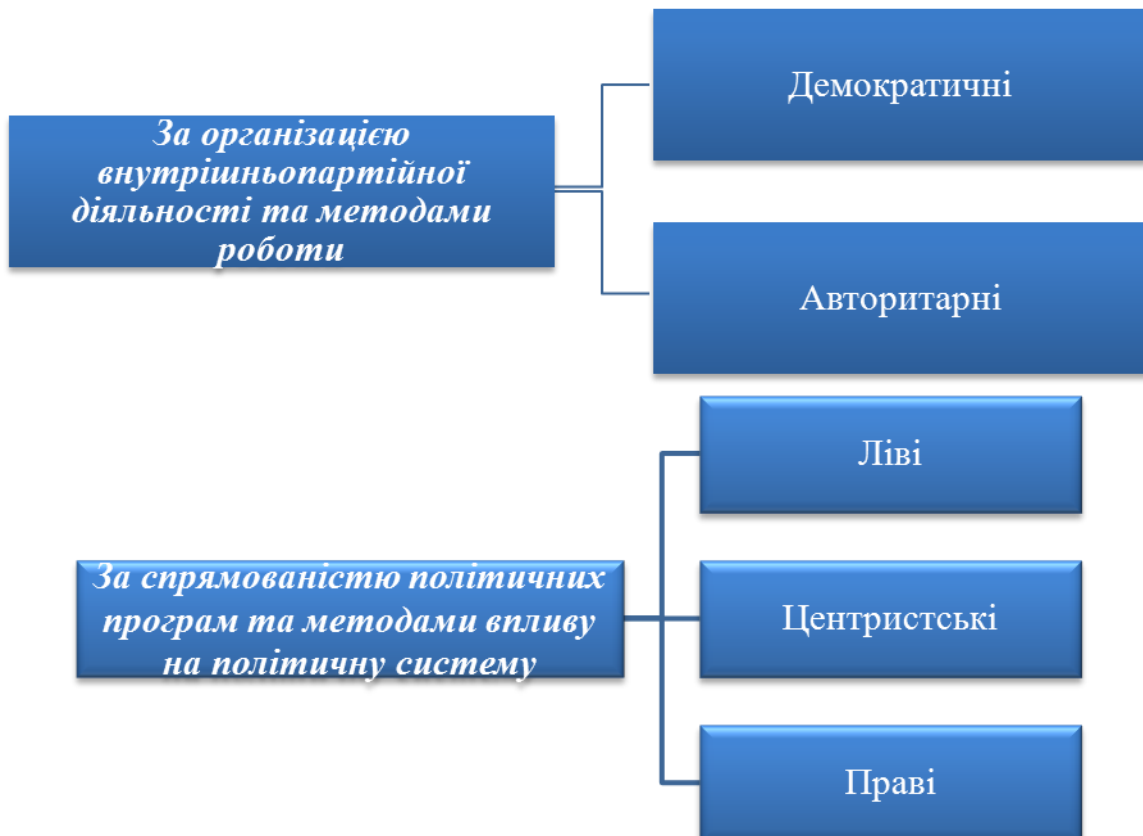 За організацією
внутрішньопартійної
діяльності та методами
роботи
Демократичні
Авторитарні
За спрямованістю політичних
програм та методами впливу
на політичну систему
Ліві
Центристські
Праві